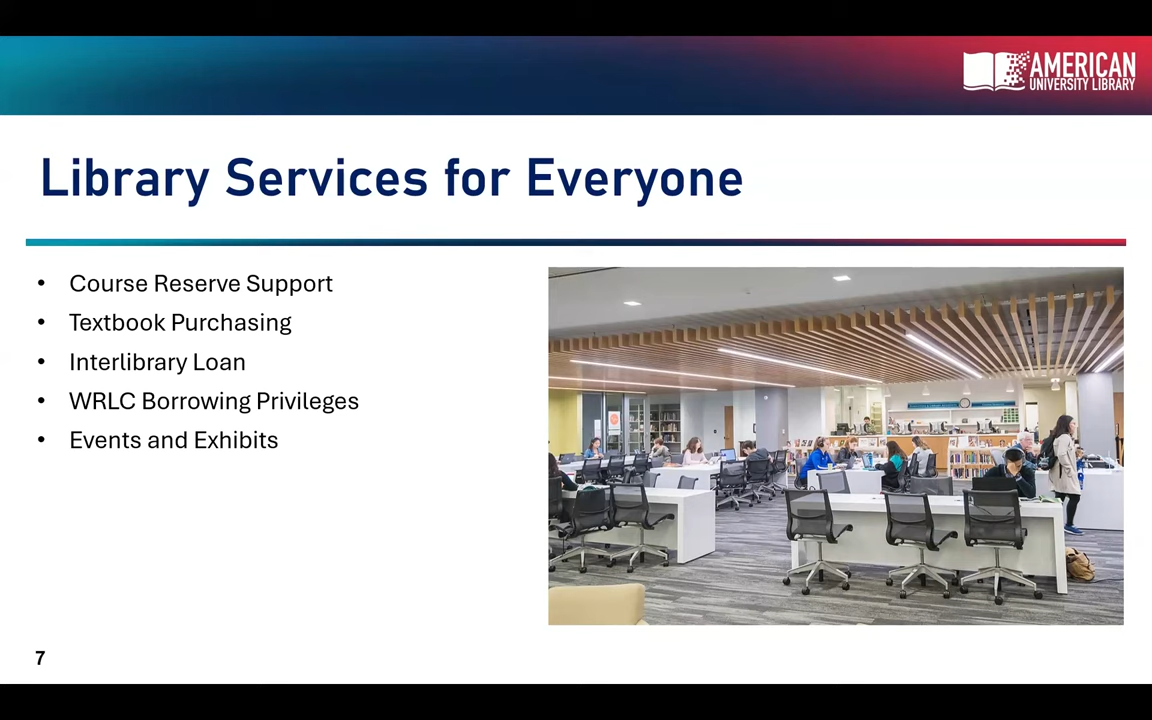 AMERICAN
UNIVERSITY LIBRARY
Library Services for Everyone
• Course Reserve Support
• Textbook Purchasing
• Interlibrary Loan
• WRLC Borrowing Privileges
• Events and Exhibits
7